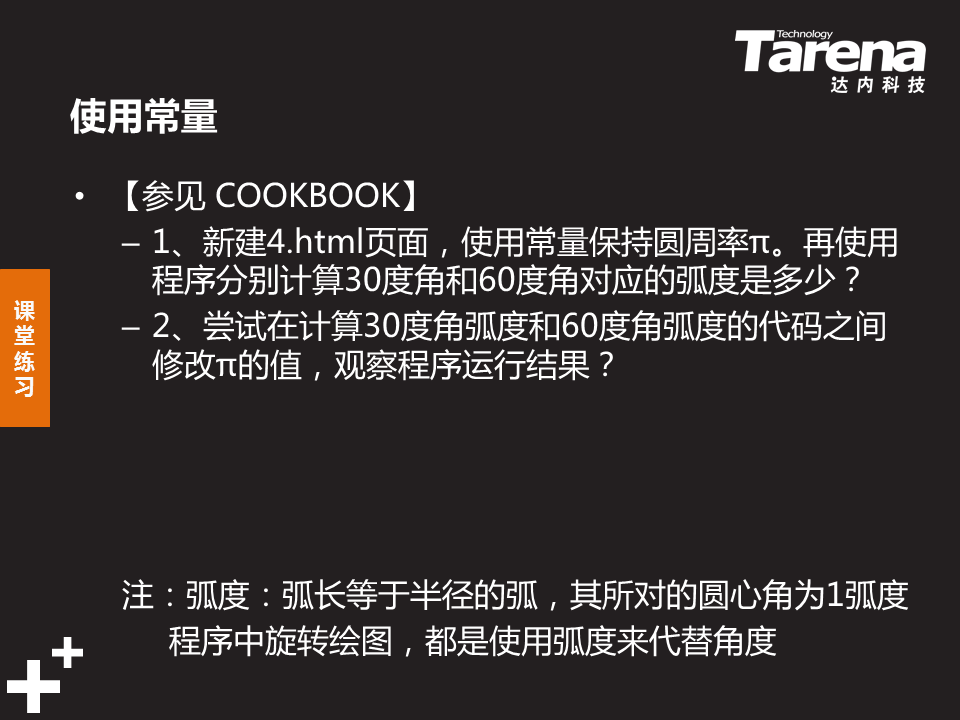 Technology
Tarena
达内科技
使用常量
• 【参见 COOKBOOK】
– 1、新建4.html页面，使用常量保持圆周率π。再使用
程序分别计算30度角和60度角对应的弧度是多少？
– 2、尝试在计算30度角弧度和60度角弧度的代码之间
修改π的值，观察程序运行结果？
课
堂
练
习
注：弧度：弧长等于半径的弧，其所对的圆心角为1弧度
程序中旋转绘图，都是使用弧度来代替角度